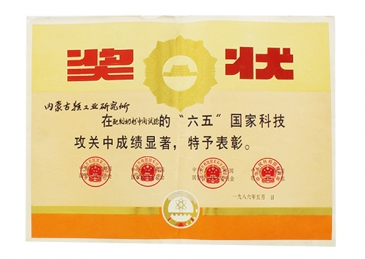 奖状
内蒙古轻工业研究所
在
的“六五”国家科技
攻关中成绩显著，特予表彰。
一九八六年五月 日